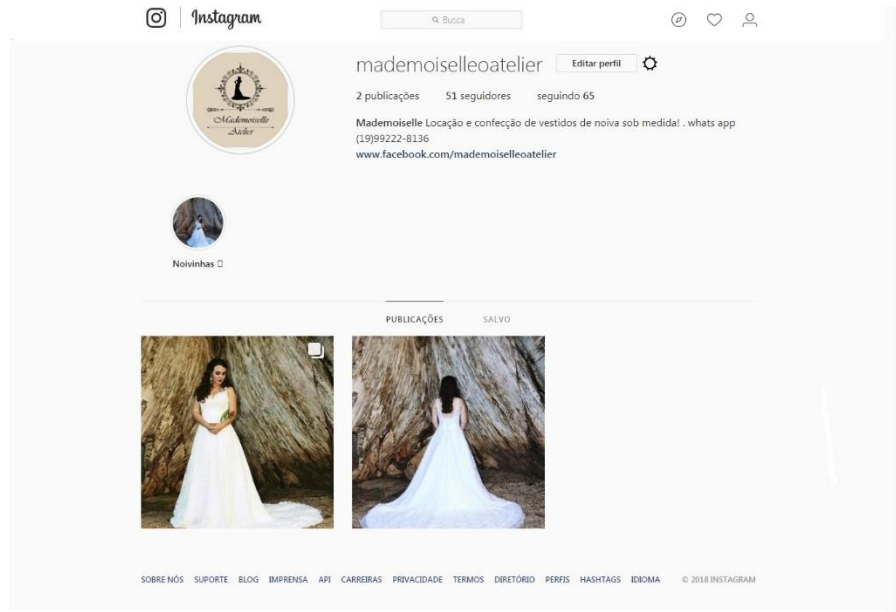 Instagram
Busca
mademoiselleoatelier Editar perfil
2 publicações 51 seguidores seguindo 65
Mademoiselle Locação e confecção de vestidos de noiva sob medida! . whats app
(19)99222-8136
www.facebook.com/mademoiselleoatelier
Mademoiselle
Atelier
Noivinhas
PUBLICAÇÕES SALVO
SOBRE NÓS SUPORTE BLOG IMPRENSA API CARREIRAS PRIVACIDADE TERMOS DIRETÓRIO PERFIS HASHTAGS IDIOMA © 2018 INSTAGRAM